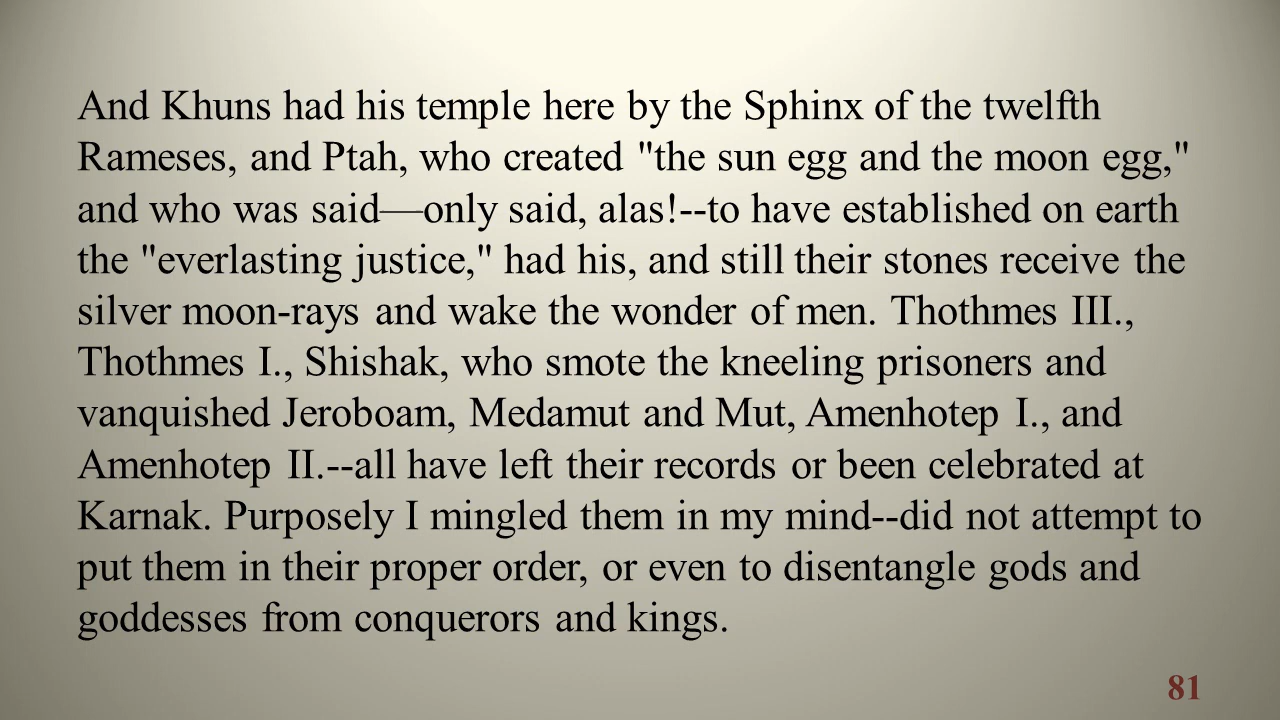 And Khuns had his temple here by the Sphinx of the twelfth
Rameses, and Ptah, who created "the sun egg and the moon egg,"
and who was said—only said, alas!--to have established on earth
the "everlasting justice," had his, and still their stones receive the
silver moon-rays and wake the wonder of men. Thothmes III.,
Thothmes I., Shishak, who smote the kneeling prisoners and
vanquished Jeroboam, Medamut and Mut, Amenhotep I., and
Amenhotep II.--all have left their records or been celebrated at
Karnak. Purposely I mingled them in my mind--did not attempt to
put them in their proper order, or even to disentangle gods and
goddesses from conquerors and kings.
81